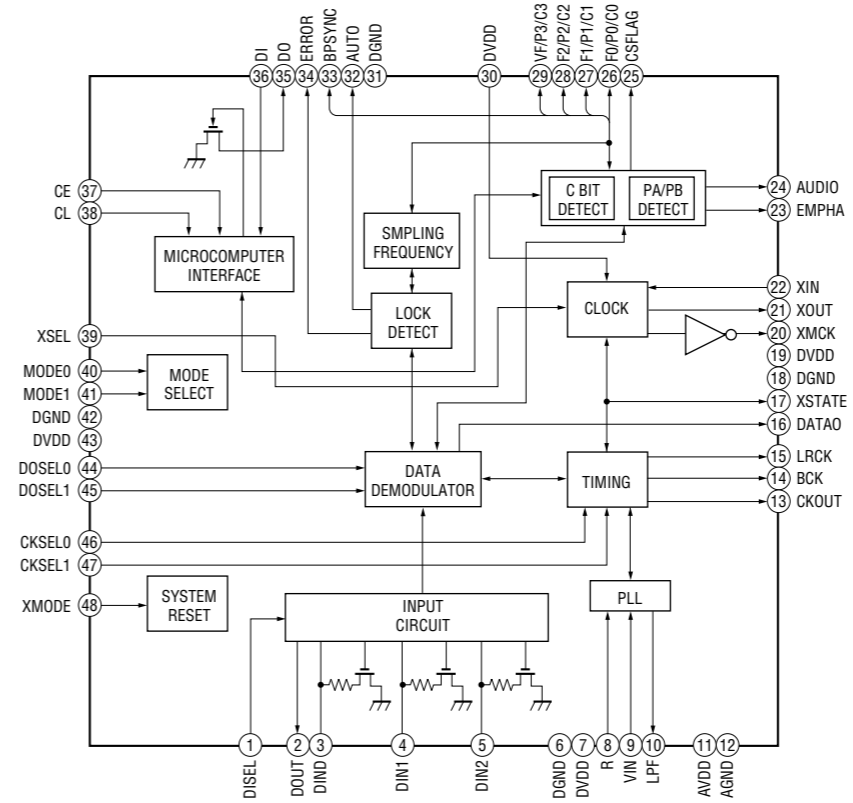 DI
DO
ERROR
BPSYNC
AUTO
DGND
DVDD
VF/P3/C3
F2/P2/C2
F1/P1/C1
F0/P0/C0
CSFLAG
36
35
34
33
32
31
30
29
28
27
26
25
CE 37
CL 38
XSEL 39
MODE0 40
MODE1 41
DGND 42
DVDD 43
DOSEL0 44
DOSEL1 45
CKSEL0 46
CKSEL1 47
XMODE 48
MICROCOMPUTER
INTERFACE
SMPLING
FREQUENCY
LOCK
DETECT
C BIT
DETECT
PA/PB
DETECT
CLOCK
MODE
SELECT
DATA
DEMODULATOR
TIMING
SYSTEM
RESET
INPUT
CIRCUIT
PLL
24 AUDIO
23 EMPHA
22 XIN
21 XOUT
20 XMCK
19 DVDD
18 DGND
17 XSTATE
16 DATAO
15 LRCK
14 BCK
13 CKOUT
1
2
3
4
5
6
7
8
9
10
11
12
DISEL
DOUT
DIND
DIN1
DIN2
DGND
DVDD
R
VIN
LPF
AVDD
AGND